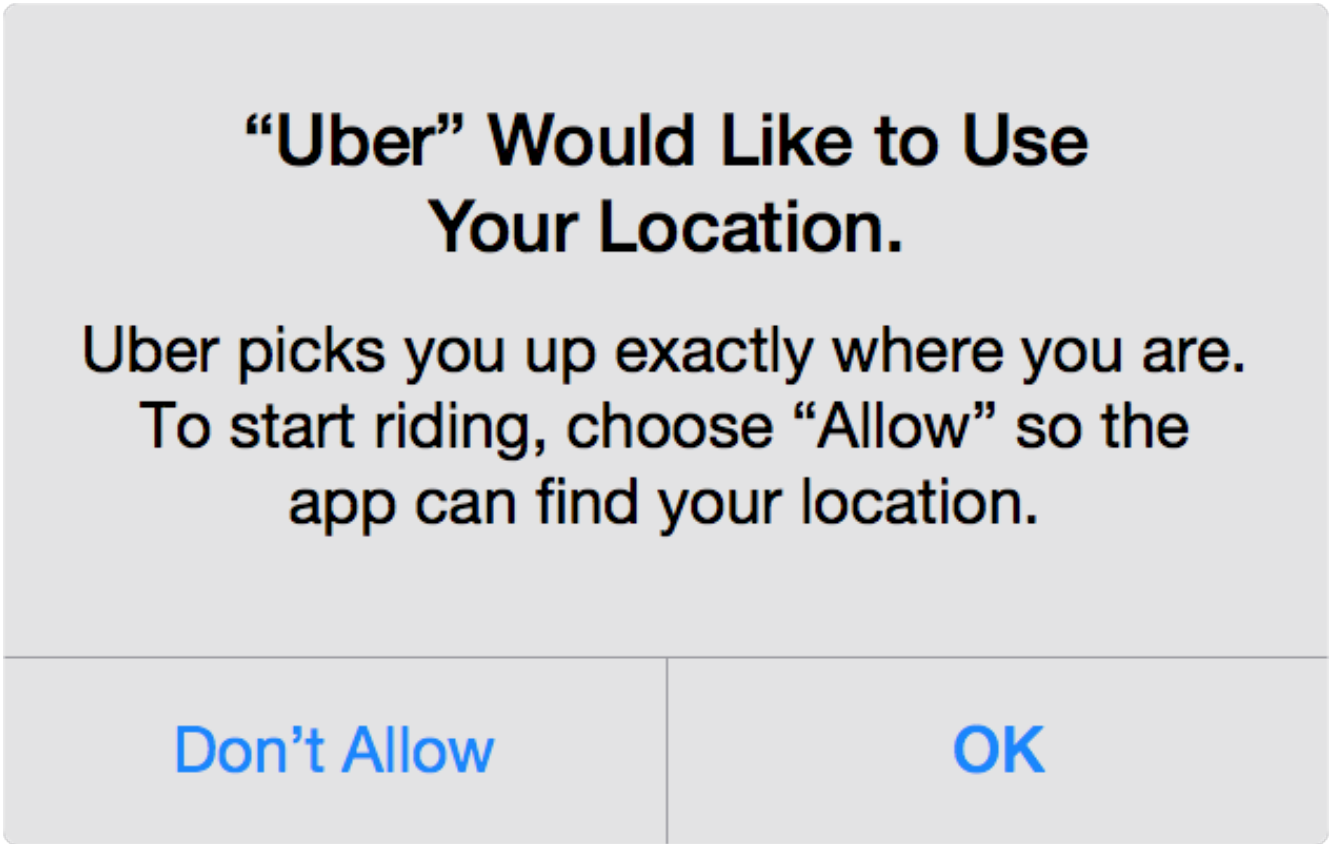 “Uber” Would Like to Use
Your Location.
Uber picks you up exactly where you are.
To start riding, choose “Allow” so the
app can find your location.
Don’t Allow
OK